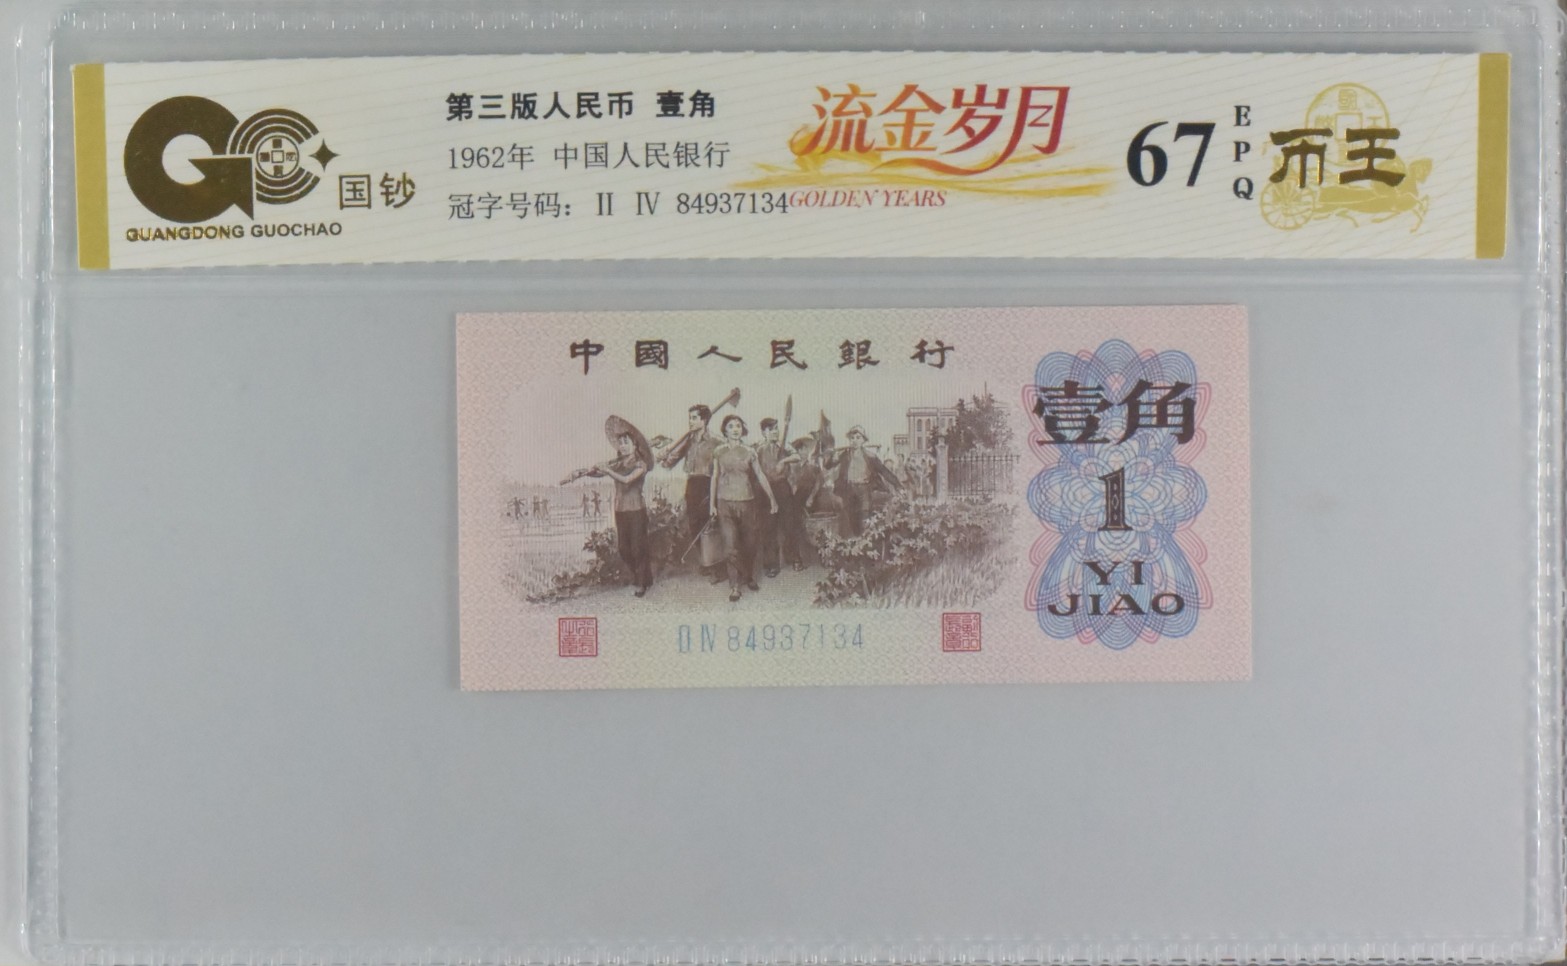 GC
国钞
GUANGDONG GUOCHAO
第三版人民币 壹角
1962年 中国人民银行
冠字号码: II IV 84937134
流金岁月
GOLDEN YEARS
67
EPQ
币王
中國人民銀行
壹角
1
YI
JIAO
II IV 84937134